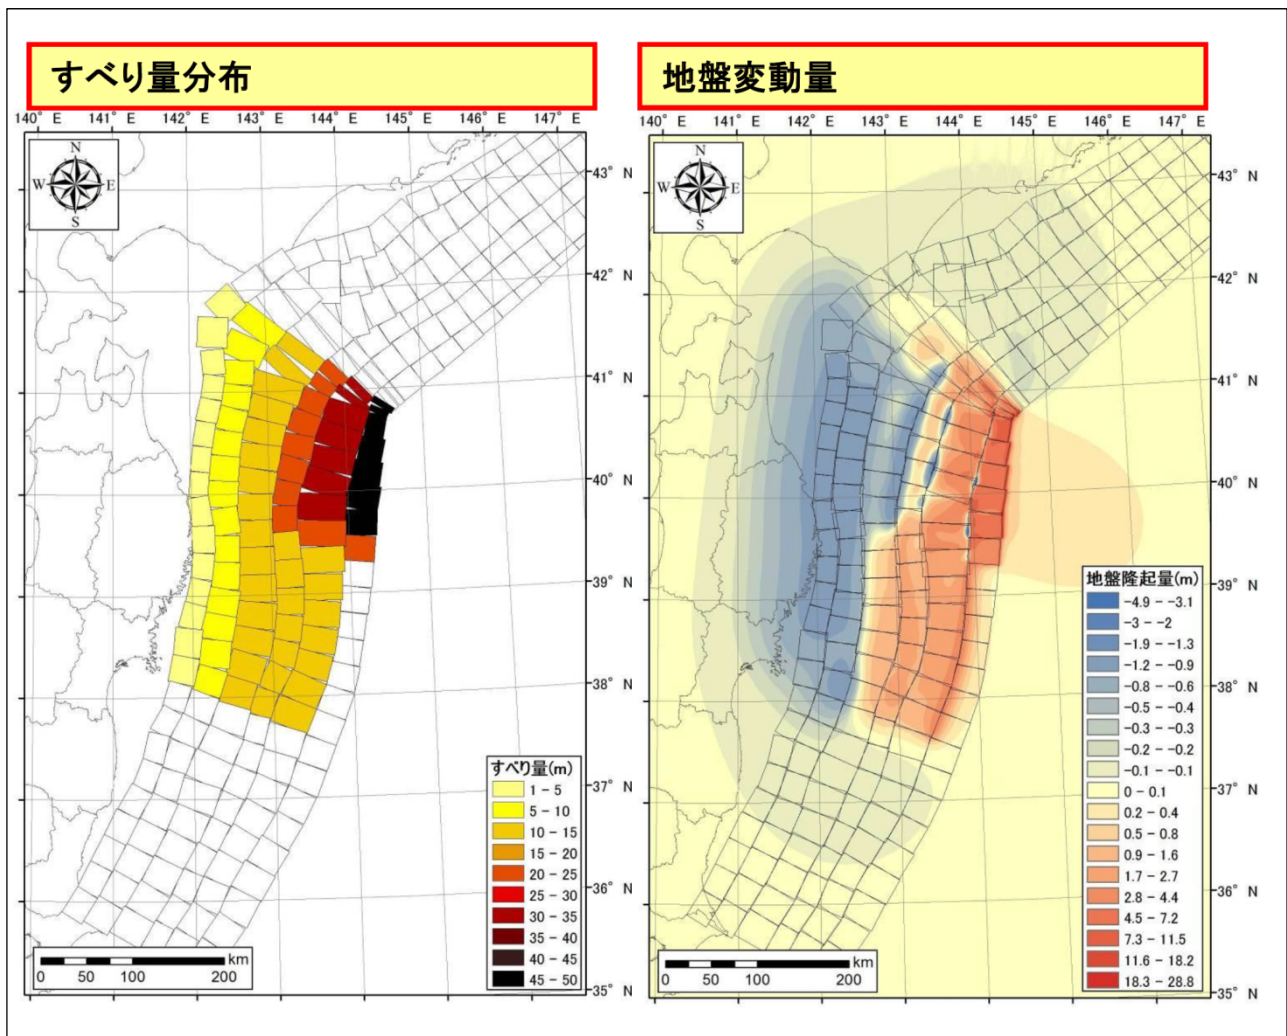 すべり量分布
140° E 141° E 142° E 143° E 144° E 145° E 146° E 147° E
N
W E
S
43° N
42° N
41° N
40° N
39° N
38° N
37° N
36° N
35° N
すべり量(m)
1 - 5
5 - 10
10 - 15
15 - 20
20 - 25
25 - 30
30 - 35
35 - 40
40 - 45
45 - 50
km
0 50 100 200
地盤変動量
140° E 141° E 142° E 143° E 144° E 145° E 146° E 147° E
N
W E
S
43° N
42° N
41° N
40° N
39° N
38° N
37° N
36° N
35° N
地盤隆起量(m)
-4.9 - -3.1
-3 - -2
-1.9 - -1.3
-1.2 - -0.9
-0.8 - -0.6
-0.5 - -0.4
-0.3 - -0.3
-0.2 - -0.2
-0.1 - -0.1
0 - 0.1
0.2 - 0.4
0.5 - 0.8
0.9 - 1.6
1.7 - 2.7
2.8 - 4.4
4.5 - 7.2
7.3 - 11.5
11.6 - 18.2
18.3 - 28.8
km
0 50 100 200